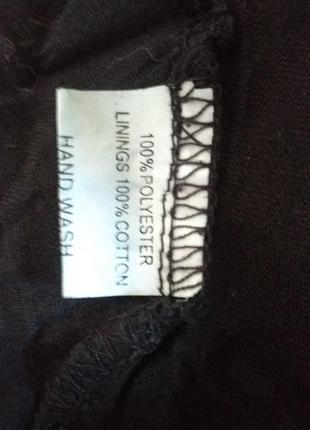 100% POLYESTER
LININGS 100% COTTON
HAND WASH